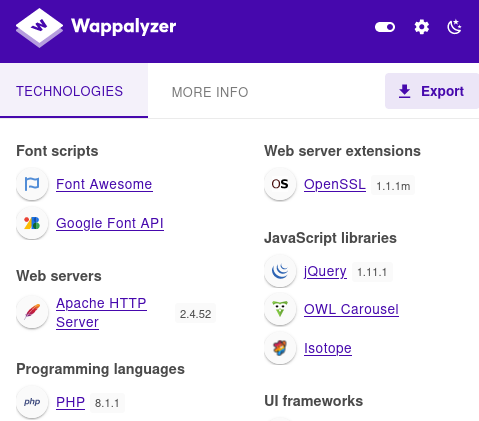 Wappalyzer
TECHNOLOGIES
MORE INFO
Export
Font scripts
Font Awesome
Google Font API
Web servers
Apache HTTP
Server
2.4.52
Programming languages
php
PHP
8.1.1
Web server extensions
OS
OpenSSL
1.1.1m
JavaScript libraries
jQuery
1.11.1
OWL Carousel
Isotope
UI frameworks